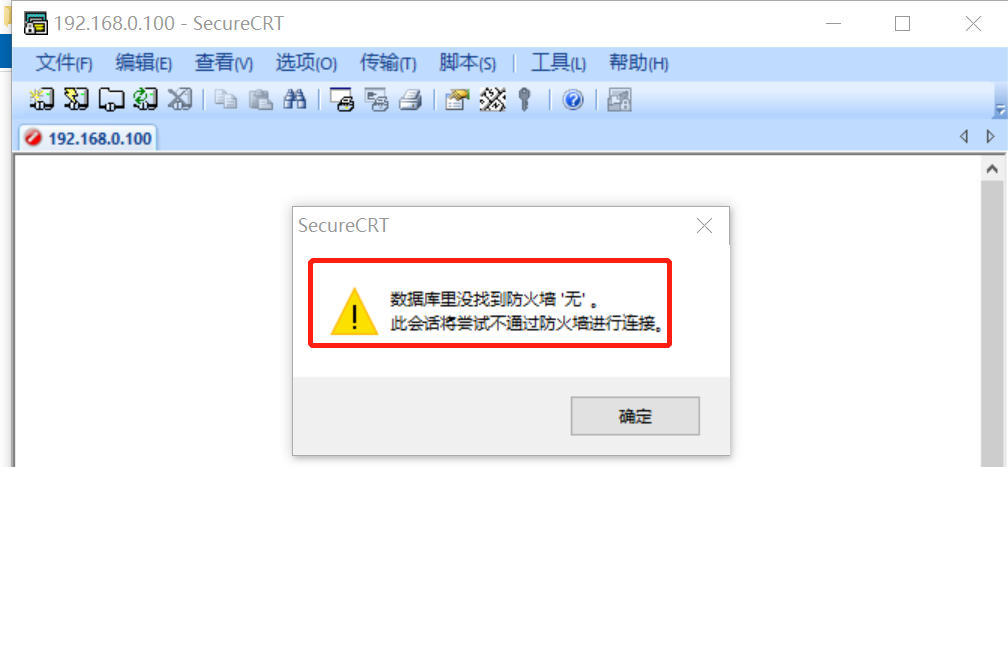 192.168.0.100 - SecureCRT
文件(F) 编辑(E) 查看(V) 选项(O) 传输(T) 脚本(S) 工具(L) 帮助(H)
192.168.0.100
SecureCRT
数据库里没找到防火墙 '无' 。
此会话将尝试不通过防火墙进行连接。
确定